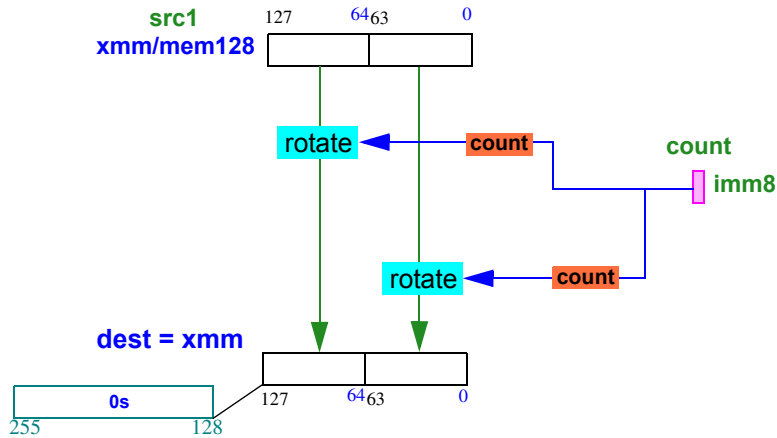 src1
127 64 63 0
xmm/mem128
rotate
count
count
imm8
rotate
count
dest = xmm
127 64 63 0
0s
255 128